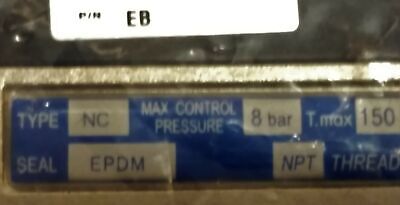 P/N EB
TYPE NC MAX CONTROL PRESSURE 8 bar T.max 150
SEAL EPDM NPT THREAD